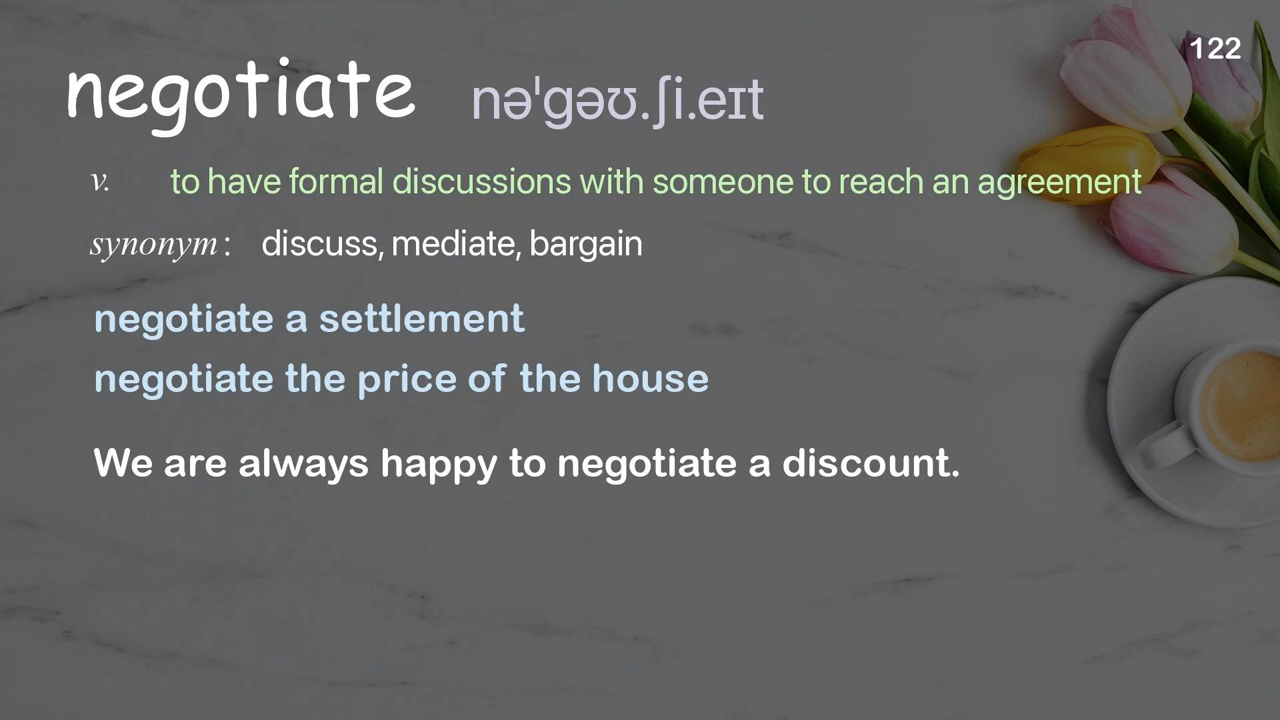 122
negotiate nə'gəʊ.ʃi.eɪt
v. to have formal discussions with someone to reach an agreement
synonym: discuss, mediate, bargain
negotiate a settlement
negotiate the price of the house
We are always happy to negotiate a discount.